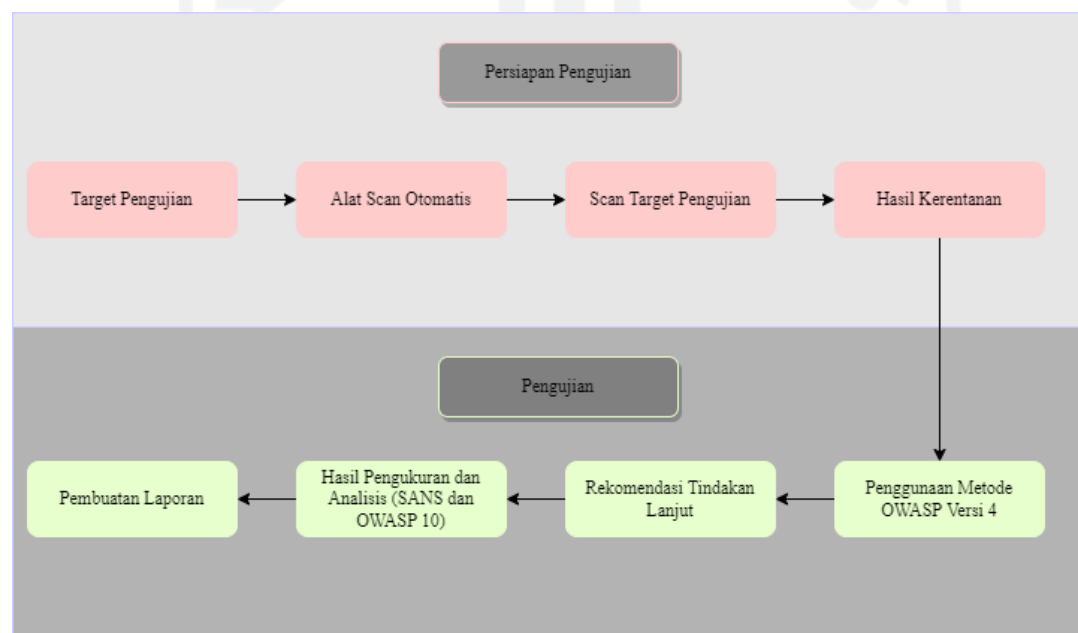 Persiapan Pengujian
Target Pengujian
Alat Scan Otomatis
Scan Target Pengujian
Hasil Kerentanan
Pengujian
Penggunaan Metode
OWASP Versi 4
Rekomendasi Tindakan
Lanjut
Hasil Pengukuran dan
Analisis (SANS dan
OWASP 10)
Pembuatan Laporan